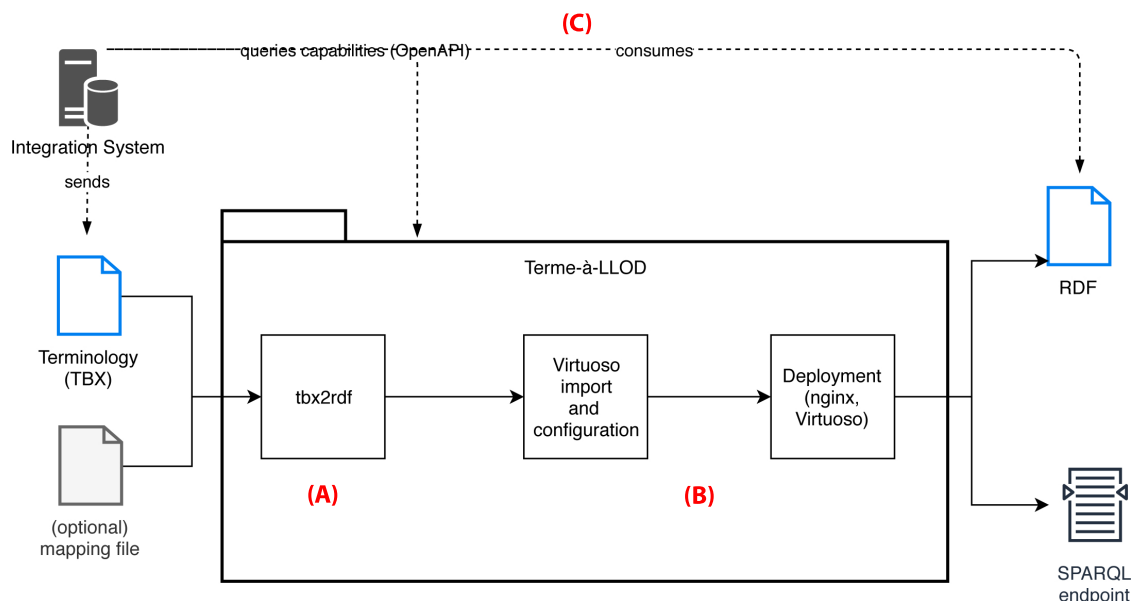 (C)
queries capabilities (OpenAPI)
consumes
Integration System
sends
Terme-à-LLOD
RDF
Terminology
(TBX)
tbx2rdf
Virtuoso
import
and
configuration
Deployment
(nginx,
Virtuoso)
(A)
(B)
(optional)
mapping file
SPARQL
endpoint